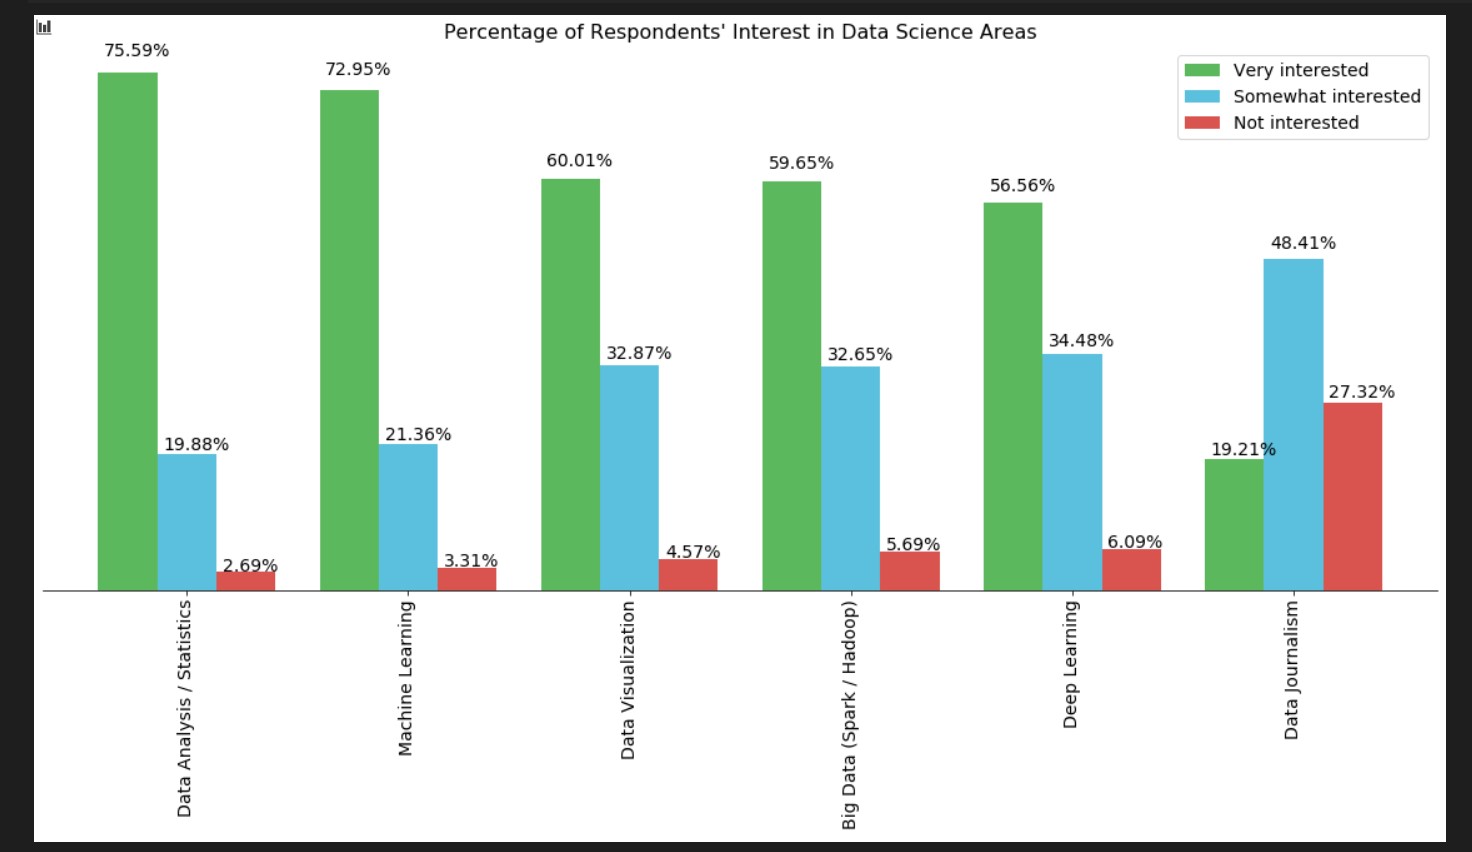 Percentage of Respondents' Interest in Data Science Areas
Very interested
Somewhat interested
Not interested
75.59%
19.88%
2.69%
72.95%
21.36%
3.31%
60.01%
32.87%
4.57%
59.65%
32.65%
5.69%
56.56%
34.48%
6.09%
19.21%
48.41%
27.32%
Data Analysis / Statistics
Machine Learning
Data Visualization
Big Data (Spark / Hadoop)
Deep Learning
Data Journalism